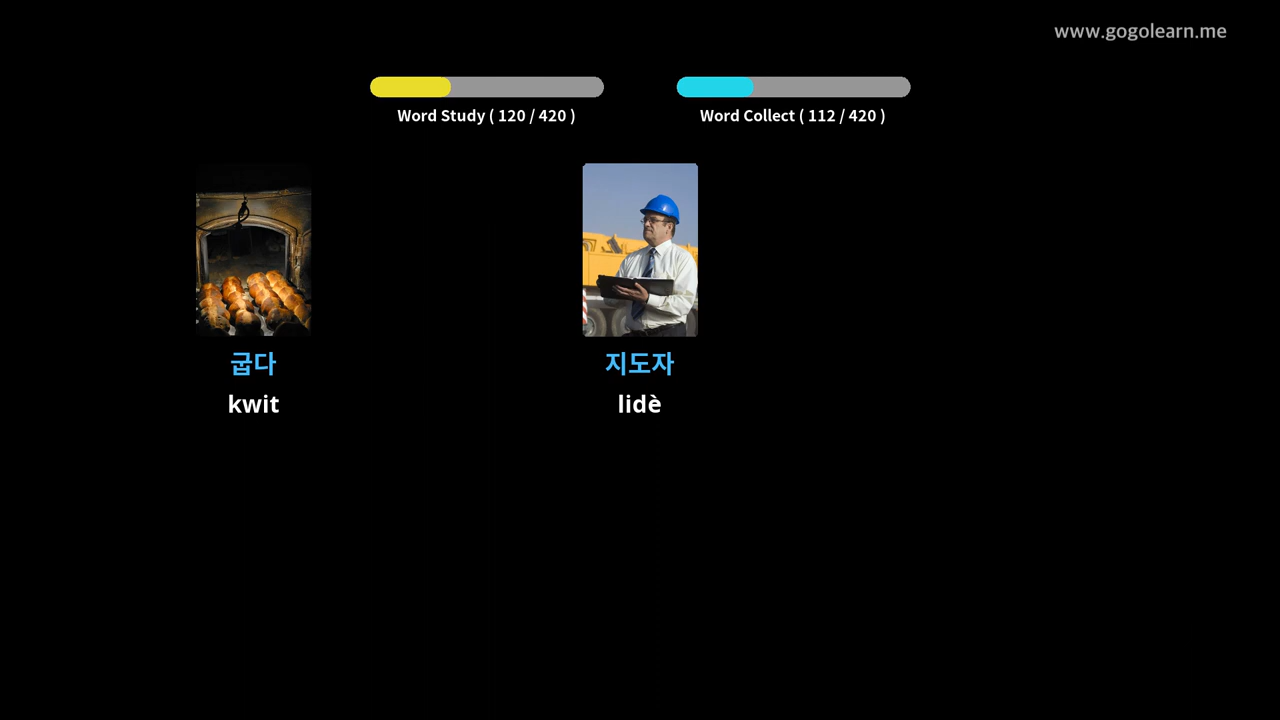 www.gogolearn.me
Word Study ( 120 / 420 )
Word Collect ( 112 / 420 )
굽다
kwit
지도자
lidè